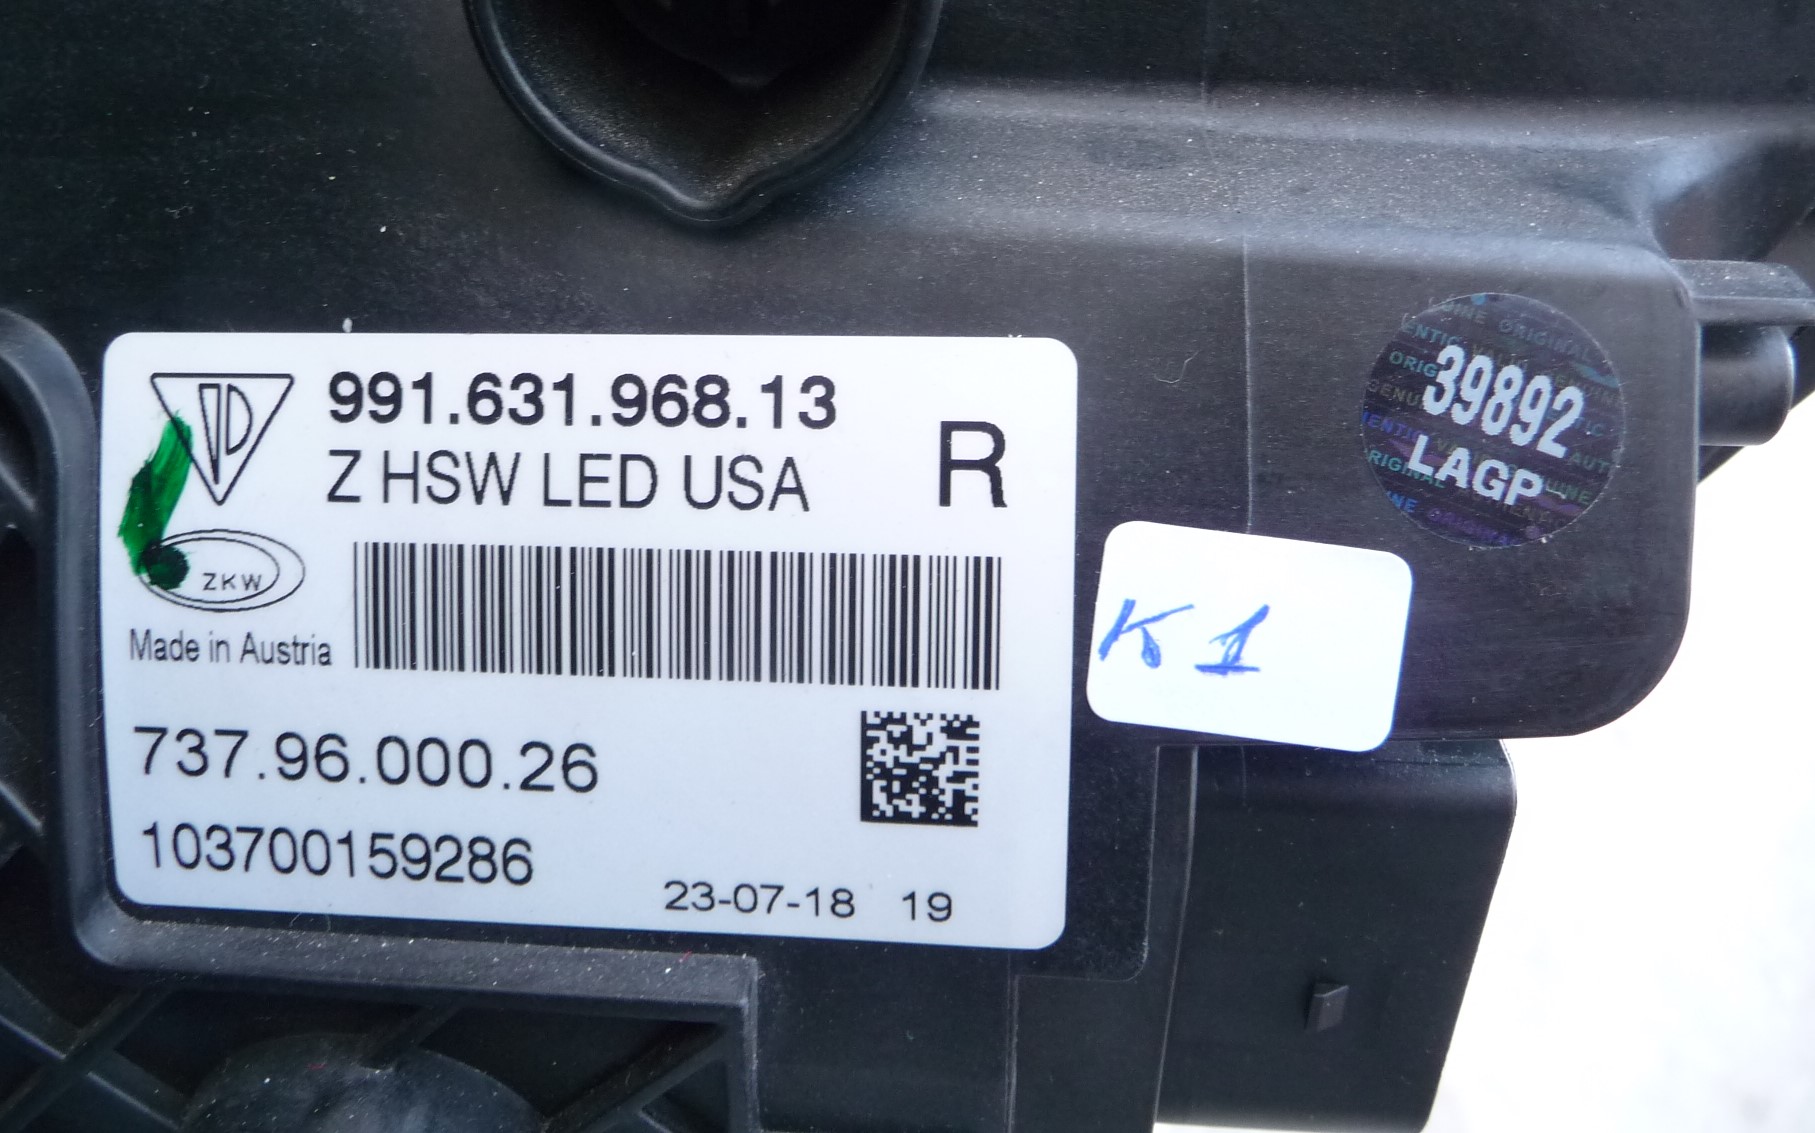 991.631.968.13
Z HSW LED USA
R
ZKW
Made in Austria
737.96.000.26
103700159286
23-07-18 19
K 1
39892
LAGP